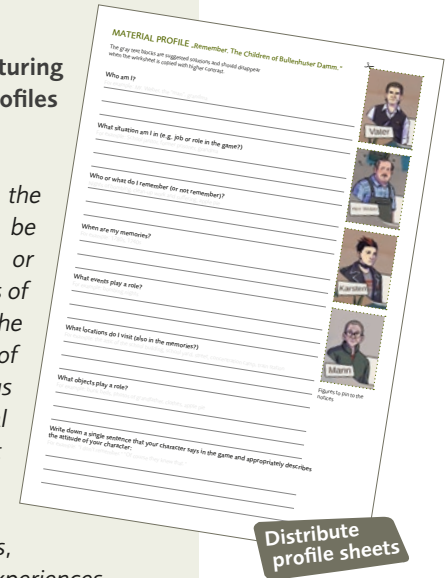 turing
ofiles
the
be
or
s of
he
of
us
al
s,
xperiences
MATERIAL PROFILE „Remember. The Children of Bullenhuser Damm.“
The gray text blocks are suggested solutions and should disappear
when the worksheet is copied with higher contrast.
Who am I?
What situation am I in (e.g. job or role in the game?)
Who or what do I remember (or not remember)?
When are my memories?
What events play a role?
What locations do I visit (also in the memories?)
What objects play a role?
Write down a single sentence that your character says in the game and appropriately describes
the attitude of your character:
Vater
Karsten
Mann
Figures to pin to the
notices
Distribute
profile sheets